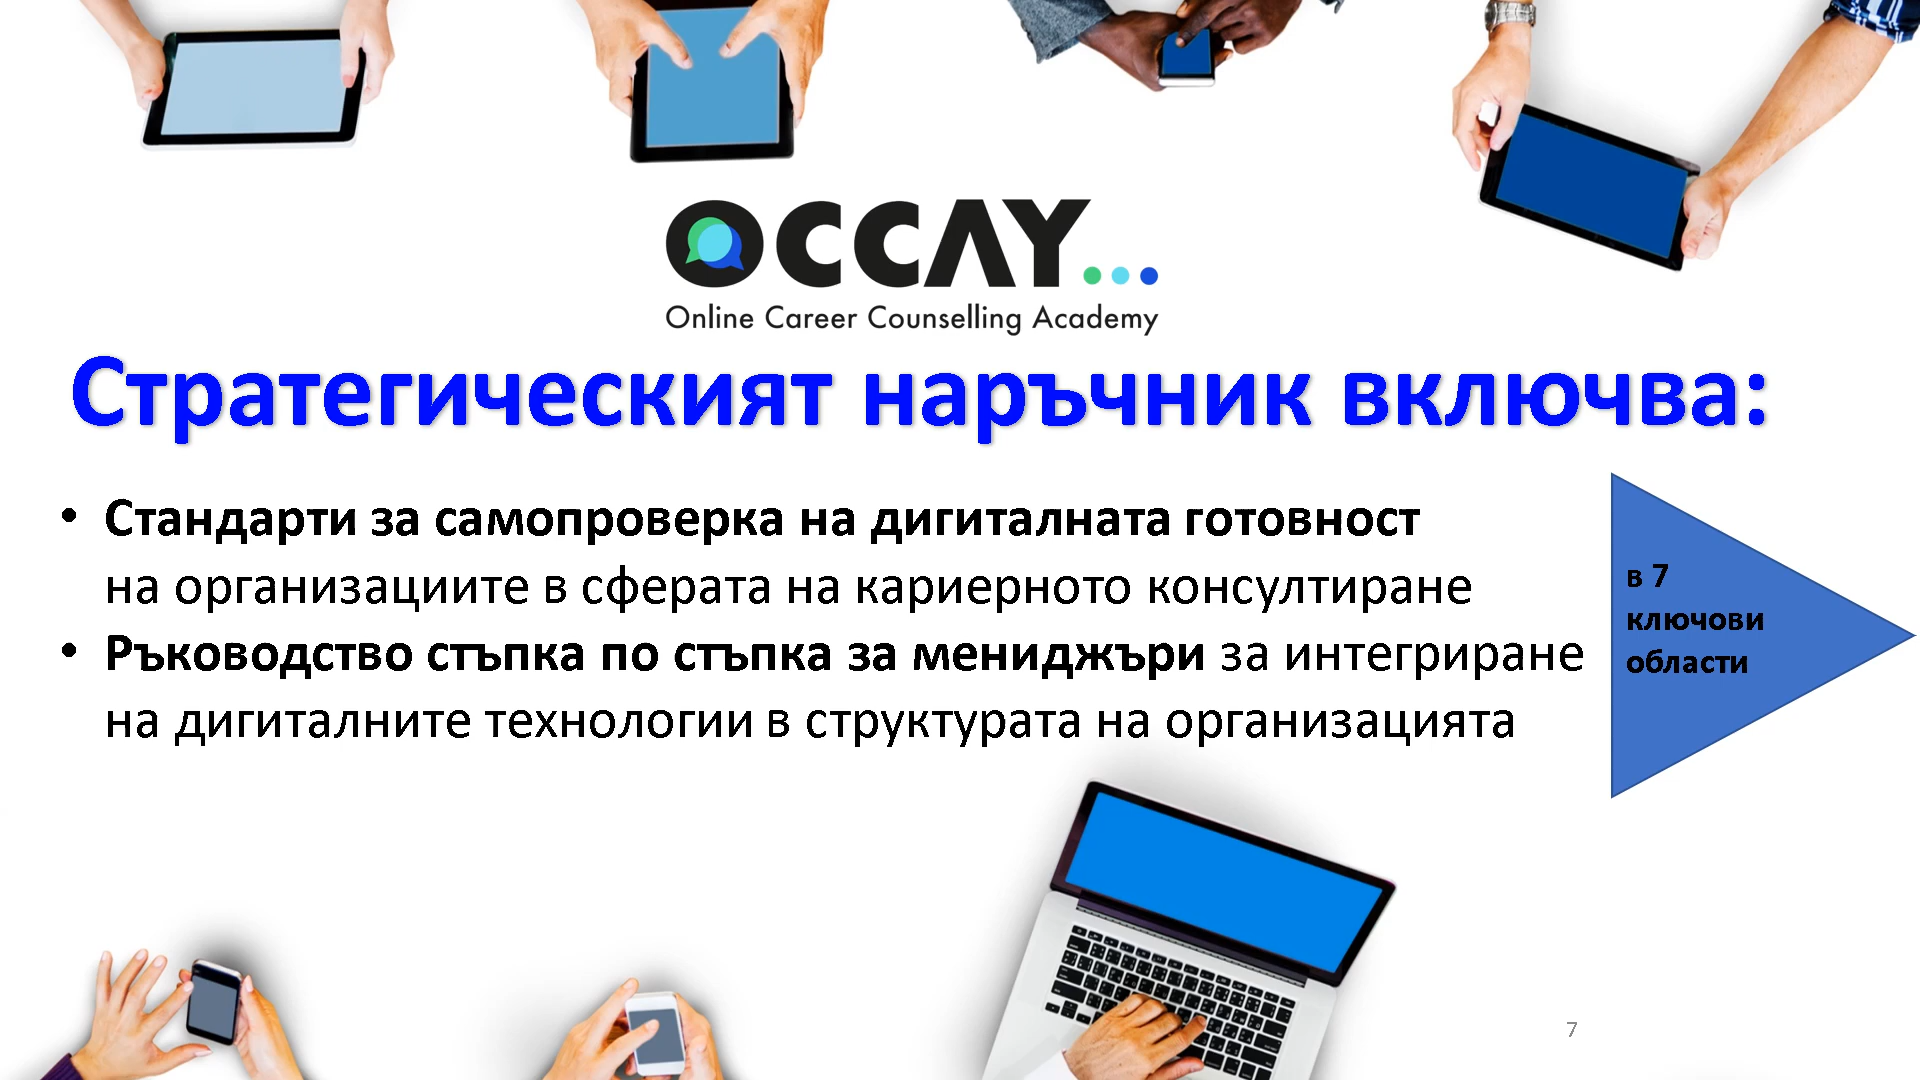 OCCAY...
Online Career Counselling Academy
Стратегическият наръчник включва:
• Стандарти за самопроверка на дигиталната готовност
на организациите в сферата на кариерното консултиране
• Ръководство стъпка по стъпка за мениджъри за интегриране
на дигиталните технологии в структурата на организацията
в 7
ключови
области
7